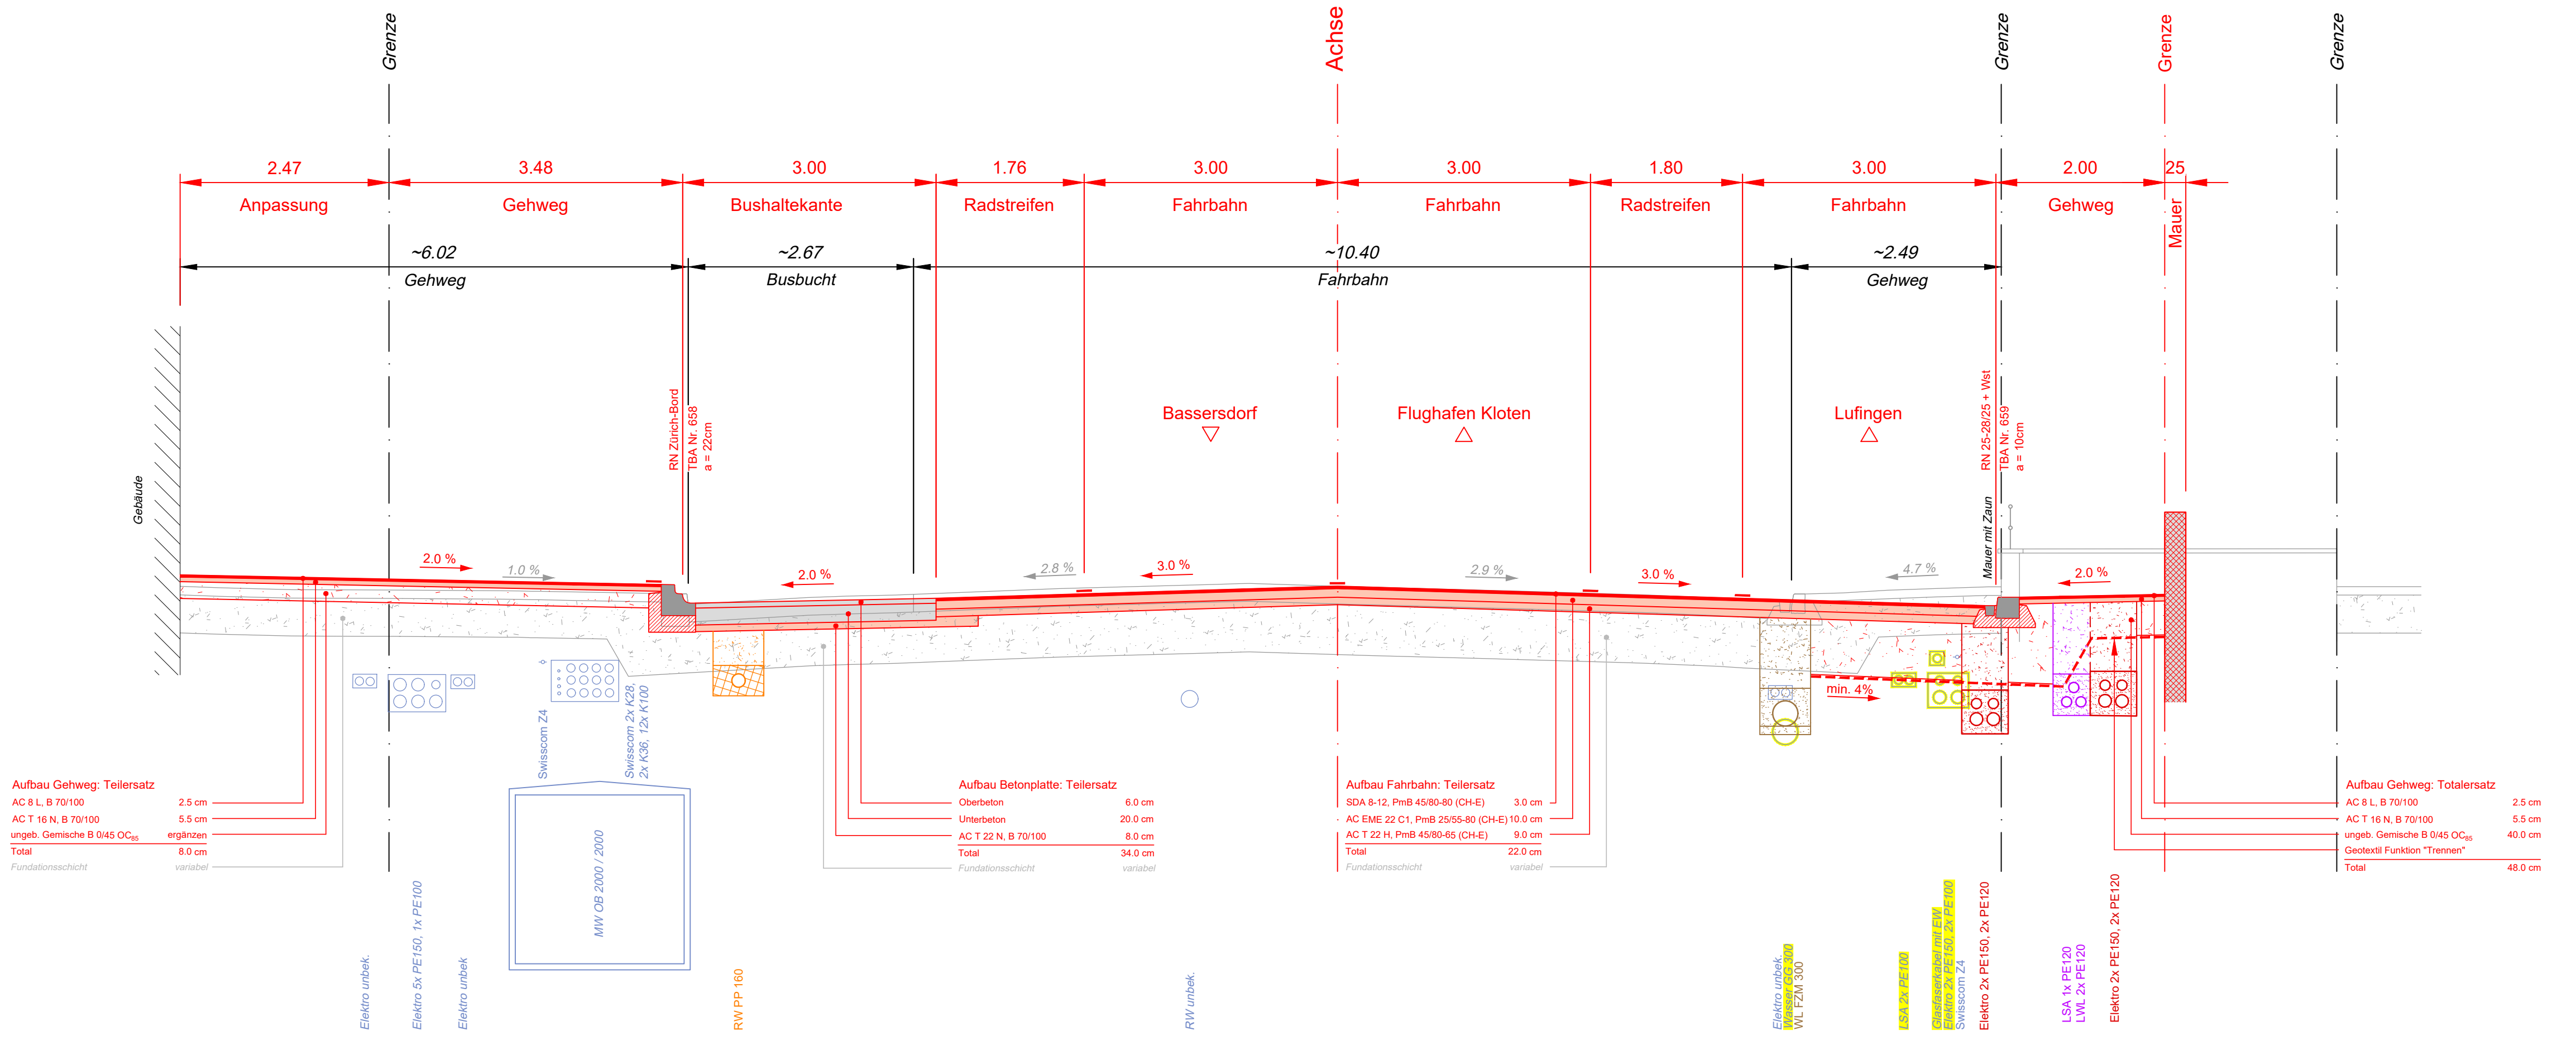 Grenze
Achse
Grenze
Grenze
Grenze
2.47
3.48
3.00
1.76
3.00
3.00
1.80
3.00
2.00
25
Anpassung
Gehweg
Bushaltekante
Radstreifen
Fahrbahn
Fahrbahn
Radstreifen
Fahrbahn
Gehweg
Mauer
~6.02
~2.67
~10.40
~2.49
Gehweg
Busbucht
Fahrbahn
Gehweg
RN Zürich-Bord
TBA Nr. 658
a = 22cm
Bassersdorf
Flughafen Kloten
Lufingen
RN 25-28/25 + Wst
TBA Nr. 659
a = 10cm
Gebäude
Mauer mit Zaun
2.0 %
1.0 %
2.0 %
2.8 %
3.0 %
2.9 %
3.0 %
4.7 %
2.0 %
min. 4%
Swisscom Z4
Swisscom 2x K28,
2x K36, 12x K100
Aufbau Gehweg: Teilersatz
AC 8 L, B 70/100 2.5 cm
AC T 16 N, B 70/100 5.5 cm
ungeb. Gemische B 0/45 OC85 ergänzen
Total 8.0 cm
Fundationsschicht variabel
MW OB 2000 / 2000
Aufbau Betonplatte: Teilersatz
Oberbeton 6.0 cm
Unterbeton 20.0 cm
AC T 22 N, B 70/100 8.0 cm
Total 34.0 cm
Fundationsschicht variabel
Aufbau Fahrbahn: Teilersatz
SDA 8-12, PmB 45/80-80 (CH-E) 3.0 cm
AC EME 22 C1, PmB 25/55-80 (CH-E) 10.0 cm
AC T 22 H, PmB 45/80-65 (CH-E) 9.0 cm
Total 22.0 cm
Fundationsschicht variabel
Aufbau Gehweg: Totalersatz
AC 8 L, B 70/100 2.5 cm
AC T 16 N, B 70/100 5.5 cm
ungeb. Gemische B 0/45 OC85 40.0 cm
Geotextil Funktion "Trennen"
Total 48.0 cm
Elektro unbek.
Elektro 5x PE150, 1x PE100
Elektro unbek
RW PP 160
RW unbek.
Elektro unbek.
Wasser GG 300
WL FZM 300
LSA 2x PE100
Glasfaserkabel mit EW
Elektro 2x PE150, 2x PE100
Swisscom Z4
Elektro 2x PE150, 2x PE120
LSA 1x PE120
LWL 2x PE120
Elektro 2x PE150, 2x PE120